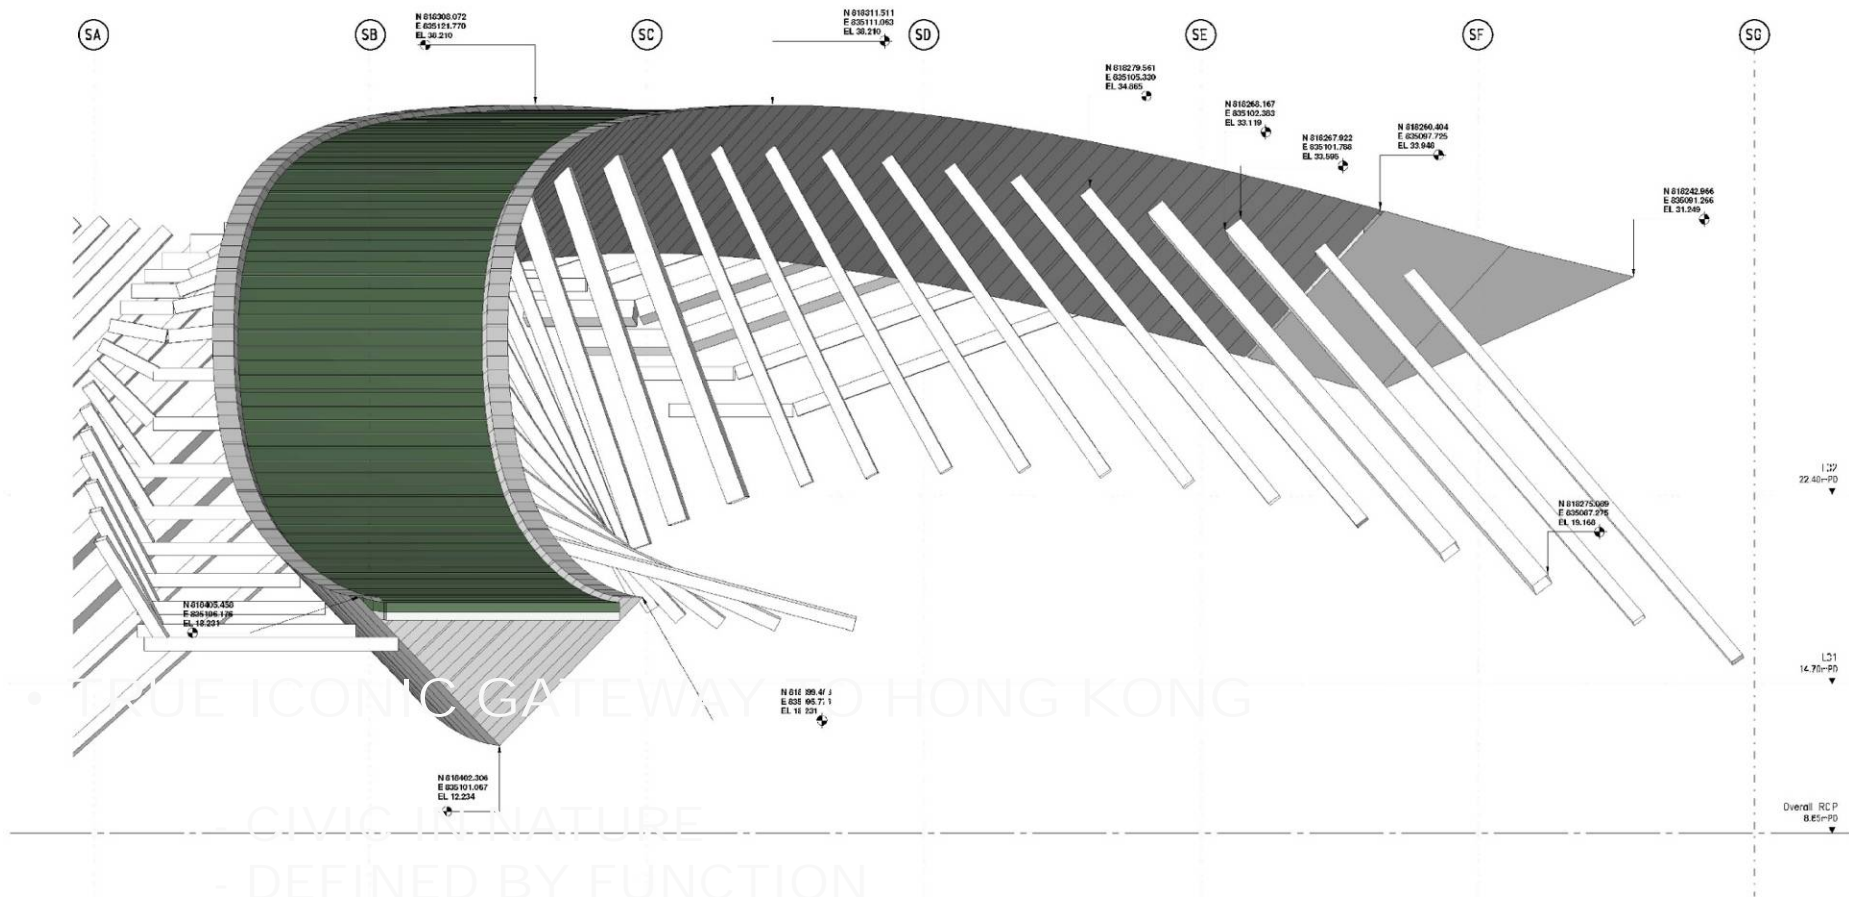 SA
SB
SC
SD
SE
SF
SG
N 818308.072
E 835121.770
EL 38.210
N 818311.511
E 835111.063
EL 38.210
N 818279.561
E 835105.339
EL 34.865
N 818268.167
E 835102.383
EL 33.119
N 818267.922
E 835101.788
EL 33.595
N 818260.404
E 835097.725
EL 33.946
N 818242.966
E 835091.266
EL 31.249
22.40mPD
N 818275.089
E 835087.275
EL 19.168
N 818405.458
E 835106.176
EL 18.231
14.70mPD
• TRUE ICONIC GATEWAY TO HONG KONG
EL 18.231
N 818402.306
E 835101.067
EL 12.234
Overall RCP
8.65mPD
- CIVIC IN NATURE
- DEFINED BY FUNCTION